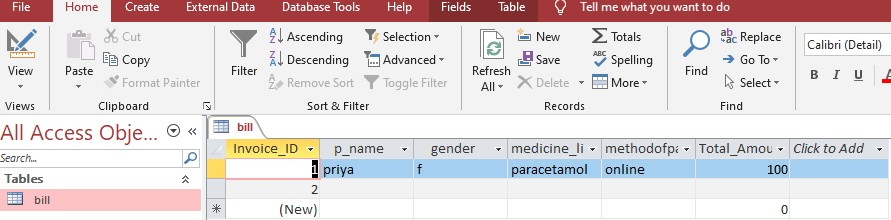 File Home Create External Data Database Tools Help Fields Table Tell me what you want to do
View
Views
Paste
Cut
Copy
Format Painter
Clipboard
Filter
Ascending
Descending
Remove Sort
Selection
Advanced
Toggle Filter
Sort & Filter
Refresh
All
New
Save
Delete
Totals
Spelling
More
Records
Find
Replace
Go To
Select
Find
Calibri (Detail)
B I U A
All Access Obje...
Search...
Tables
bill
bill
Invoice_ID p_name gender medicine_li methodofpa Total_Amou Click to Add
1 priya f paracetamol online 100
2
(New) 0